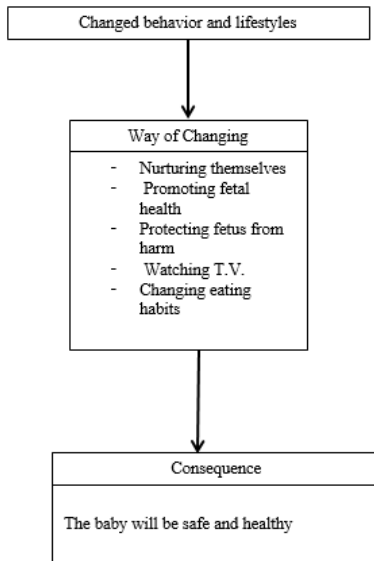 Changed behavior and lifestyles
Way of Changing
- Nurturing themselves
- Promoting fetal
health
- Protecting fetus from
harm
- Watching T.V.
- Changing eating
habits
Consequence
The baby will be safe and healthy